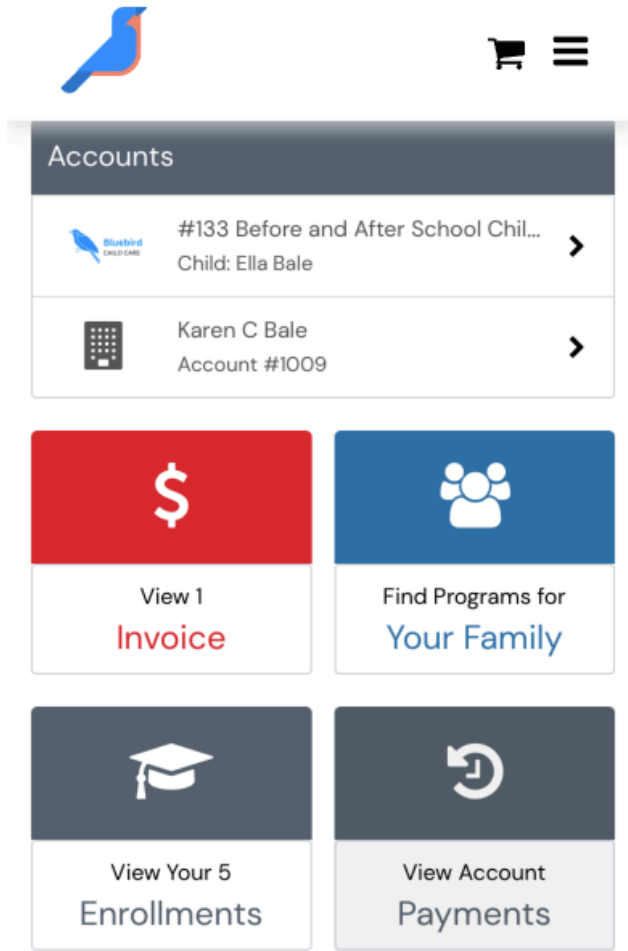 Accounts
Bluebird
CHILD CARE
#133 Before and After School Chil...
Child: Ella Bale
Karen C Bale
Account #1009
$
View 1
Invoice
Find Programs for
Your Family
View Your 5
Enrollments
View Account
Payments